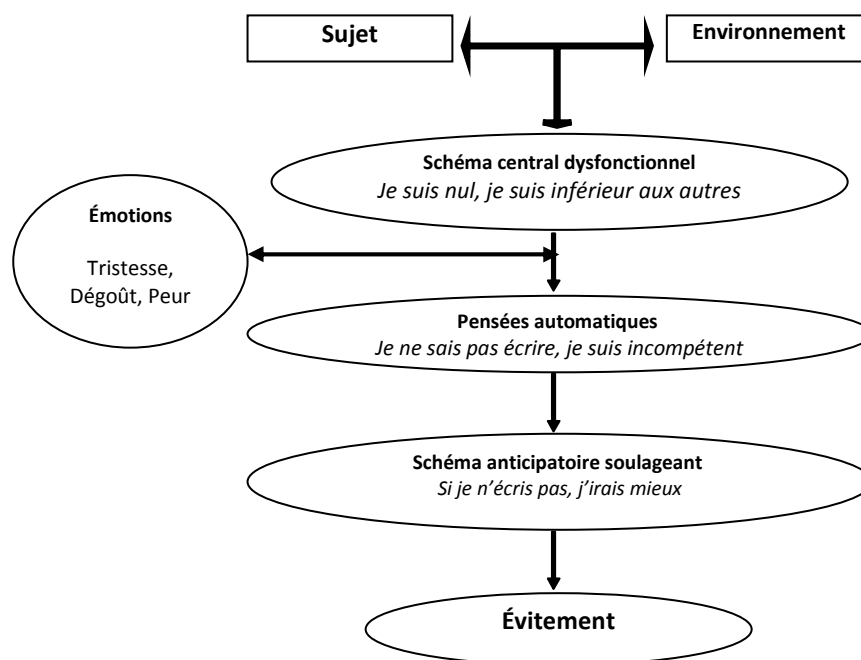 Sujet
Environnement
Schéma central dysfonctionnel
Je suis nul, je suis inférieur aux autres
Émotions
Tristesse,
Dégoût, Peur
Pensées automatiques
Je ne sais pas écrire, je suis incompétent
Schéma anticipatoire soulageant
Si je n’écris pas, j’irais mieux
Évitement